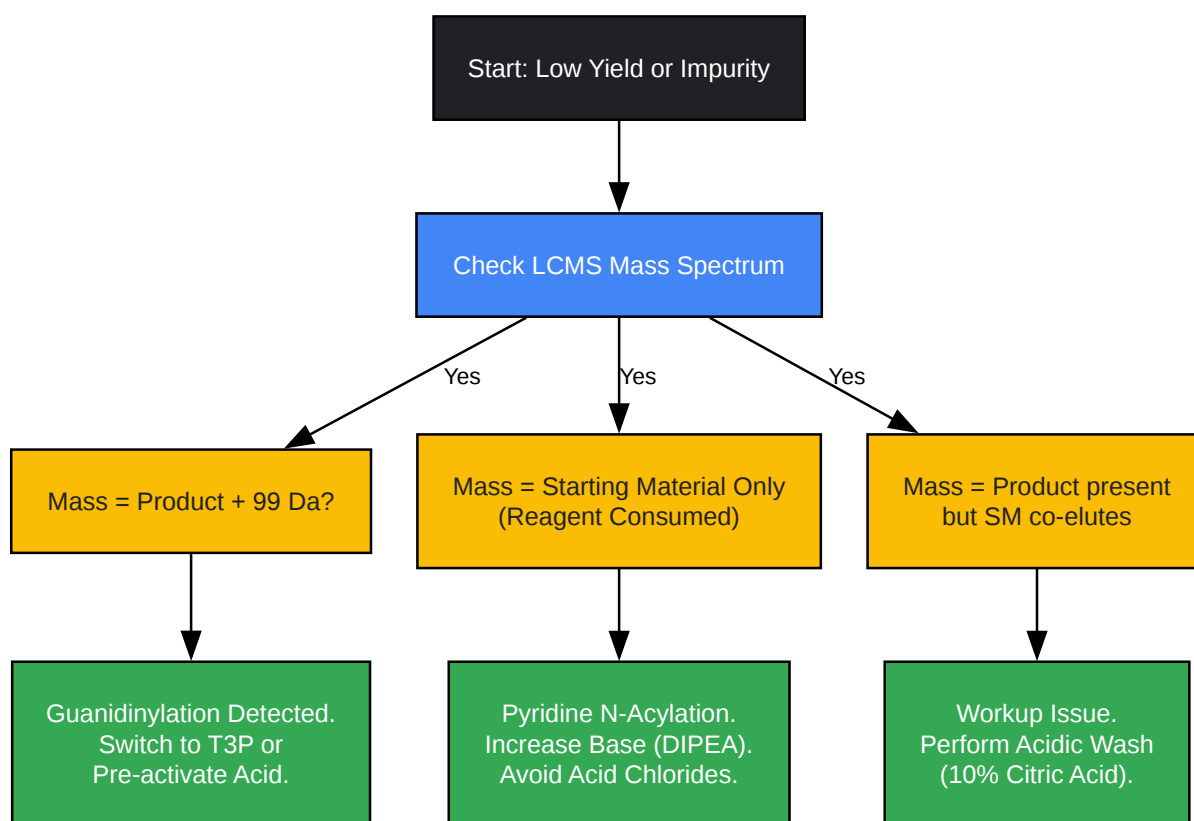 Start: Low Yield or Impurity
Check LCMS Mass Spectrum
Yes
Yes
Yes
Mass = Product + 99 Da?
Mass = Starting Material Only
(Reagent Consumed)
Mass = Product present
but SM co-elutes
Guanidinylation Detected.
Switch to T3P or
Pre-activate Acid.
Pyridine N-Acylation.
Increase Base (DIPEA).
Avoid Acid Chlorides.
Workup Issue.
Perform Acidic Wash
(10% Citric Acid).